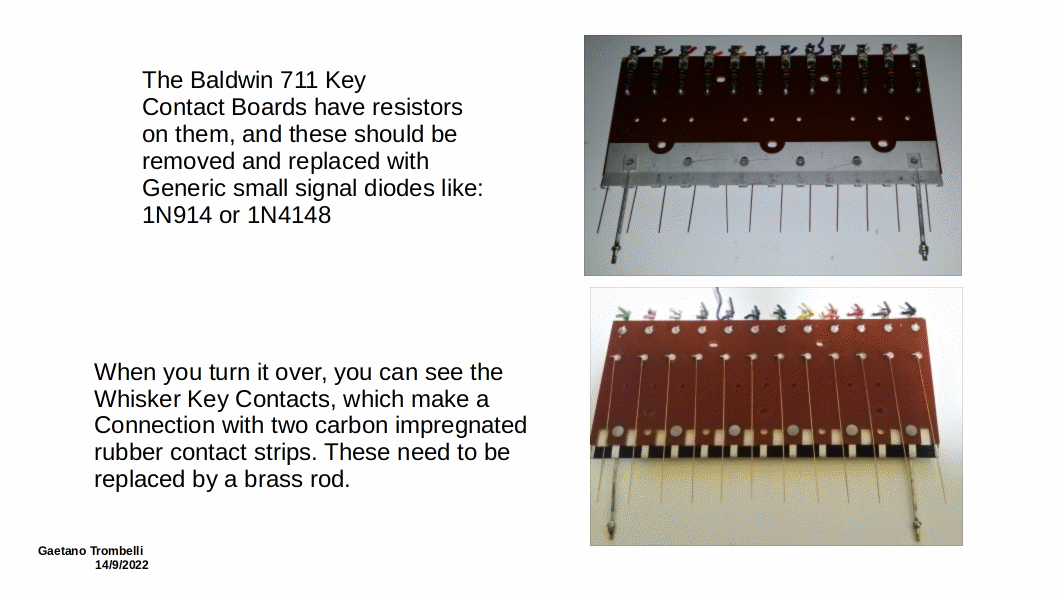 The Baldwin 711 Key
Contact Boards have resistors
on them, and these should be
removed and replaced with
Generic small signal diodes like:
1N914 or 1N4148
When you turn it over, you can see the
Whisker Key Contacts, which make a
Connection with two carbon impregnated
rubber contact strips. These need to be
replaced by a brass rod.
Gaetano Trombelli
14/9/2022